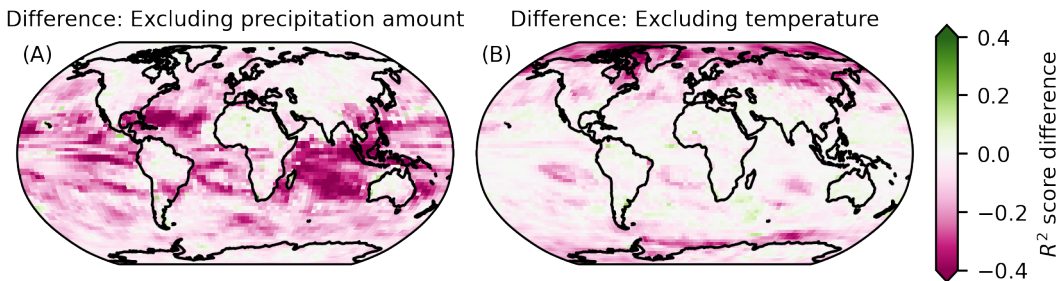 Difference: Excluding precipitation amount
Difference: Excluding temperature
(A)
(B)
0.4
0.2
0.0
−0.2
−0.4
R² score difference